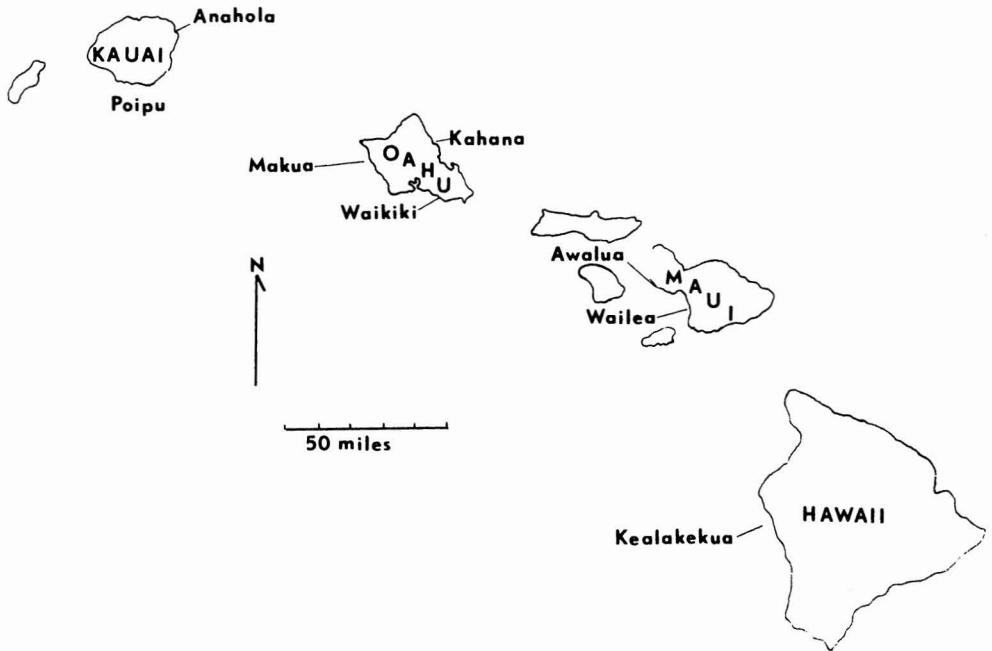 Anahola
KAUAI
Poipu
Kahana
OAHU
Makua
Waikiki
Awalua
MAUI
Wailea
N
50 miles
HAWAII
Kealakekua